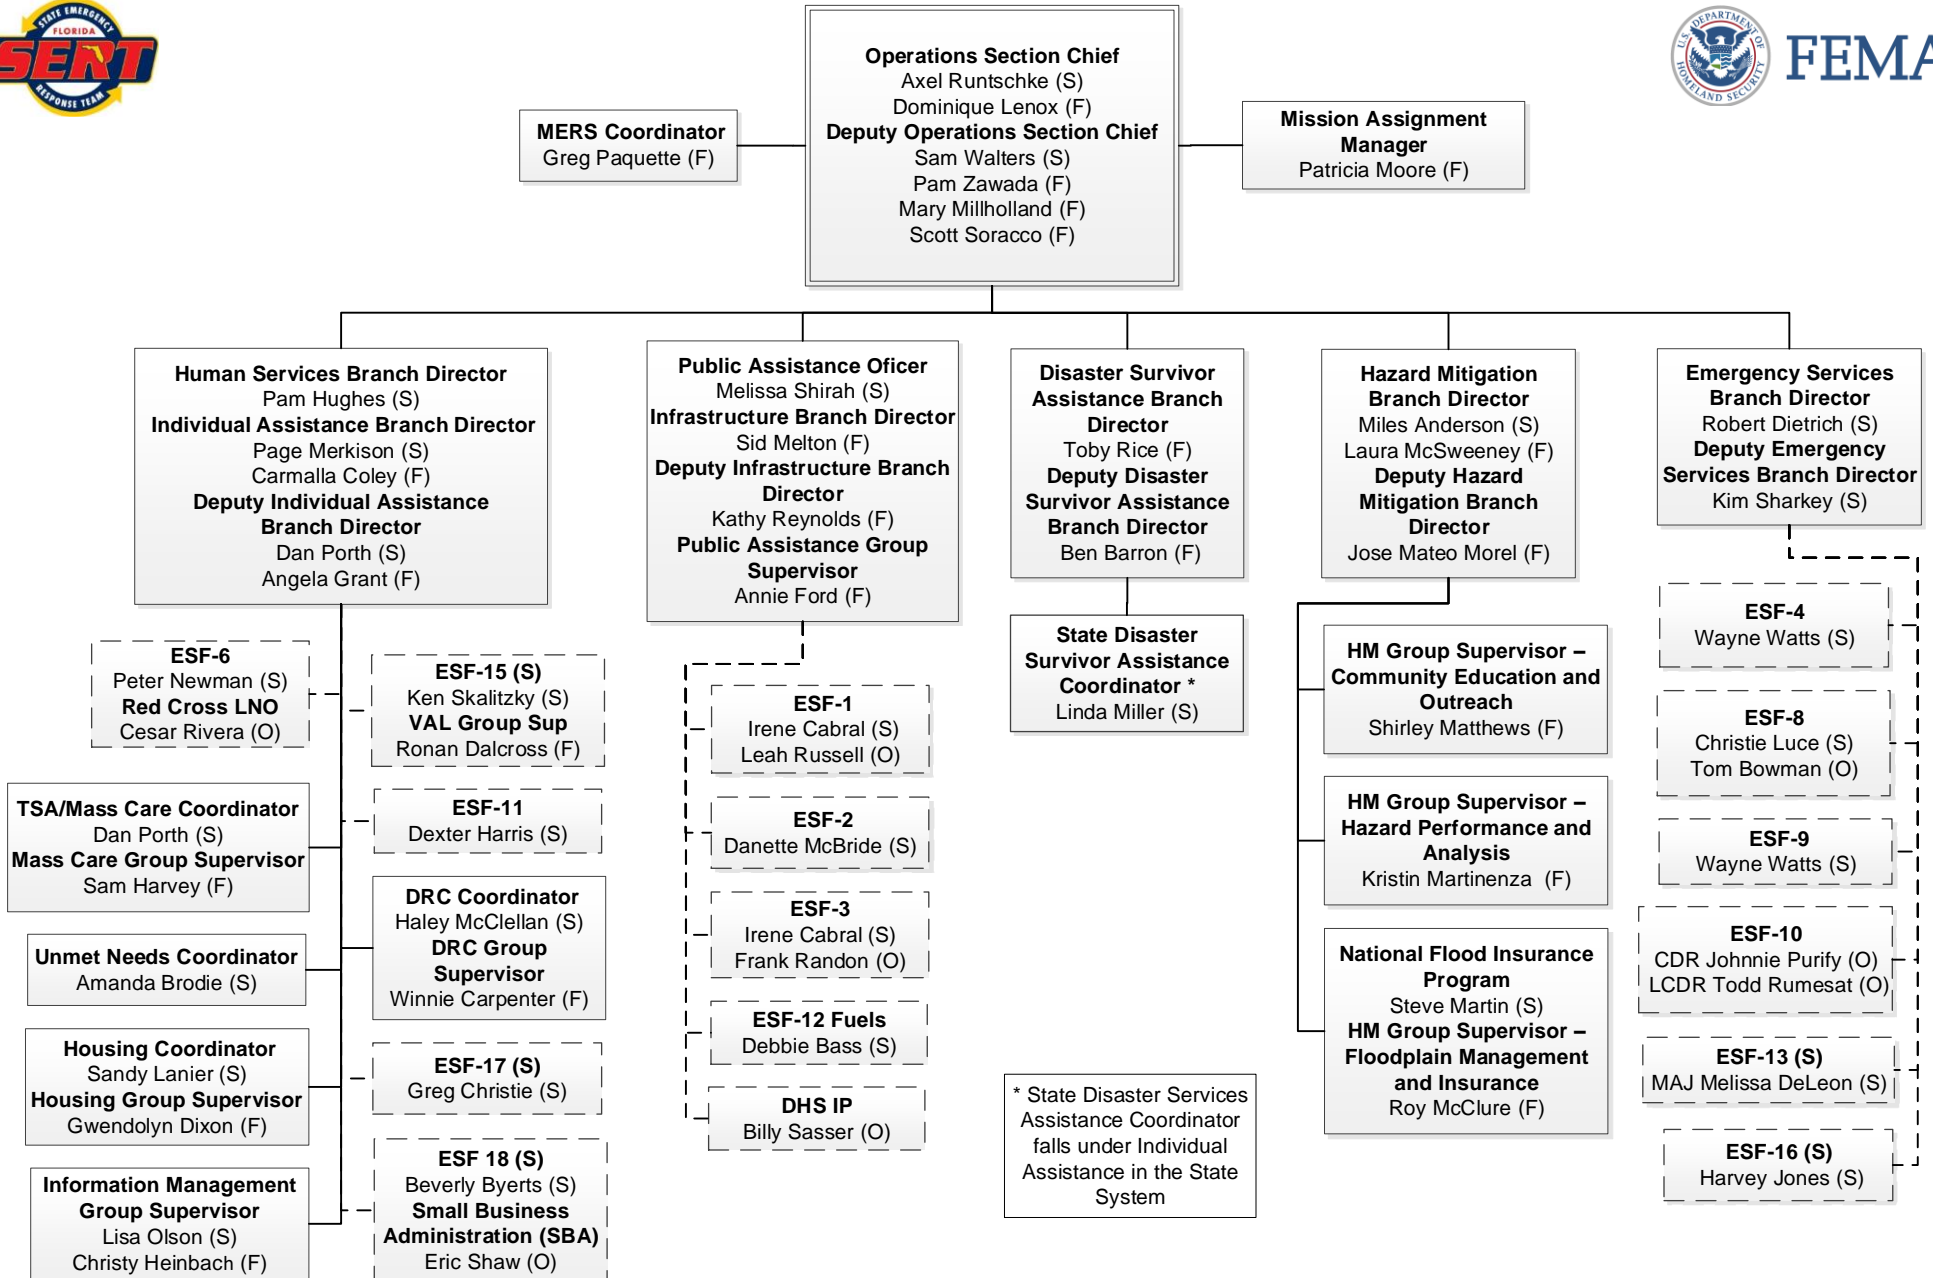 STATE EMERGENCY
FLORIDA
SERT
RESPONSE TEAM
U.S. DEPARTMENT OF
HOMELAND SECURITY
FEMA
Operations Section Chief
Axel Runtschke (S)
Dominique Lenox (F)
Deputy Operations Section Chief
Sam Walters (S)
Pam Zawada (F)
Mary Millholland (F)
Scott Soracco (F)
MERS Coordinator
Greg Paquette (F)
Mission Assignment
Manager
Patricia Moore (F)
Human Services Branch Director
Pam Hughes (S)
Individual Assistance Branch Director
Page Merkison (S)
Carmalla Coley (F)
Deputy Individual Assistance
Branch Director
Dan Porth (S)
Angela Grant (F)
Public Assistance Oficer
Melissa Shirah (S)
Infrastructure Branch Director
Sid Melton (F)
Deputy Infrastructure Branch
Director
Kathy Reynolds (F)
Public Assistance Group
Supervisor
Annie Ford (F)
Disaster Survivor
Assistance Branch
Director
Toby Rice (F)
Deputy Disaster
Survivor Assistance
Branch Director
Ben Barron (F)
Hazard Mitigation
Branch Director
Miles Anderson (S)
Laura McSweeney (F)
Deputy Hazard
Mitigation Branch
Director
Jose Mateo Morel (F)
Emergency Services
Branch Director
Robert Dietrich (S)
Deputy Emergency
Services Branch Director
Kim Sharkey (S)
ESF-6
Peter Newman (S)
Red Cross LNO
Cesar Rivera (O)
TSA/Mass Care Coordinator
Dan Porth (S)
Mass Care Group Supervisor
Sam Harvey (F)
Unmet Needs Coordinator
Amanda Brodie (S)
Housing Coordinator
Sandy Lanier (S)
Housing Group Supervisor
Gwendolyn Dixon (F)
Information Management
Group Supervisor
Lisa Olson (S)
Christy Heinbach (F)
ESF-15 (S)
Ken Skalitzky (S)
VAL Group Sup
Ronan Dalcross (F)
ESF-11
Dexter Harris (S)
DRC Coordinator
Haley McClellan (S)
DRC Group
Supervisor
Winnie Carpenter (F)
ESF-17 (S)
Greg Christie (S)
ESF 18 (S)
Beverly Byerts (S)
Small Business
Administration (SBA)
Eric Shaw (O)
ESF-1
Irene Cabral (S)
Leah Russell (O)
ESF-2
Danette McBride (S)
ESF-3
Irene Cabral (S)
Frank Randon (O)
ESF-12 Fuels
Debbie Bass (S)
DHS IP
Billy Sasser (O)
State Disaster
Survivor Assistance
Coordinator *
Linda Miller (S)
* State Disaster Services
Assistance Coordinator
falls under Individual
Assistance in the State
System
HM Group Supervisor –
Community Education and
Outreach
Shirley Matthews (F)
HM Group Supervisor –
Hazard Performance and
Analysis
Kristin Martinenza (F)
National Flood Insurance
Program
Steve Martin (S)
HM Group Supervisor –
Floodplain Management
and Insurance
Roy McClure (F)
ESF-4
Wayne Watts (S)
ESF-8
Christie Luce (S)
Tom Bowman (O)
ESF-9
Wayne Watts (S)
ESF-10
CDR Johnnie Purify (O)
LCDR Todd Rumesat (O)
ESF-13 (S)
MAJ Melissa DeLeon (S)
ESF-16 (S)
Harvey Jones (S)